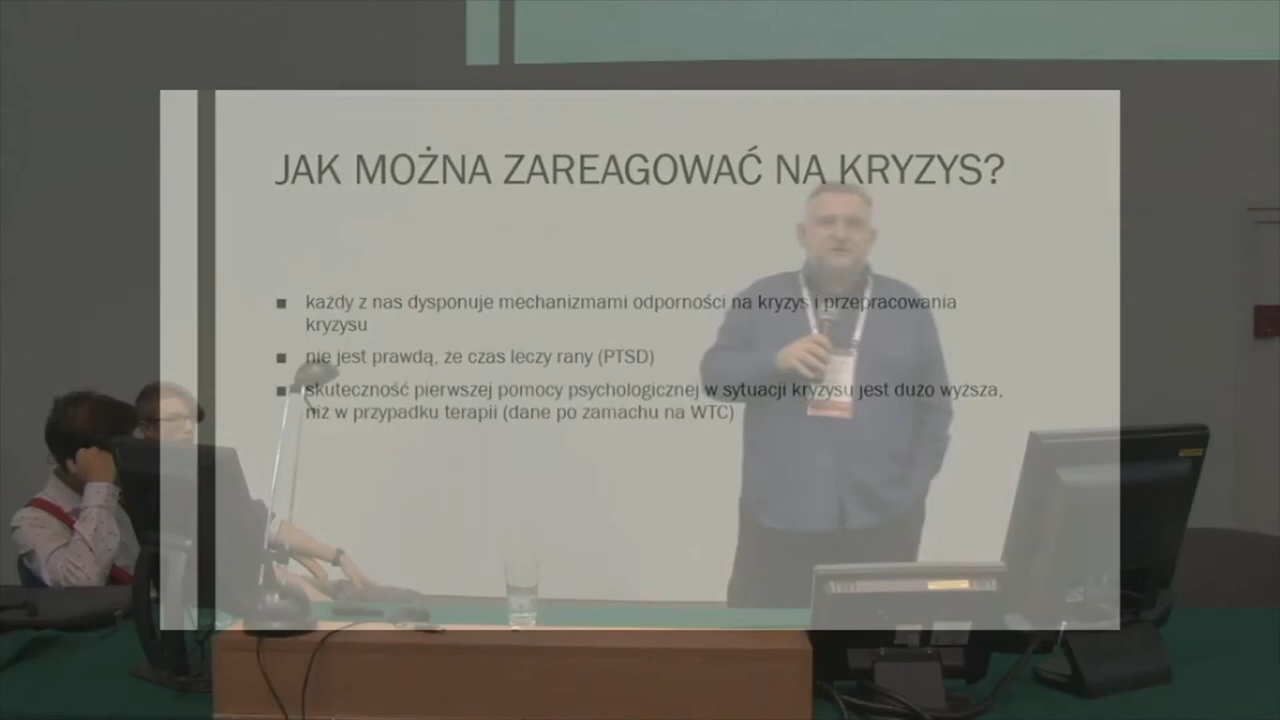 JAK MOŻNA ZAREAGOWAĆ NA KRYZYS?
■ każdy z nas dysponuje mechanizmami odporności na kryzys i przepracowania
kryzysu
■ nie jest prawdą, że czas leczy rany (PTSD)
■ skuteczność pierwszej pomocy psychologicznej w sytuacji kryzysu jest dużo wyższa,
niż w przypadku terapii (dane po zamachu na WTC)